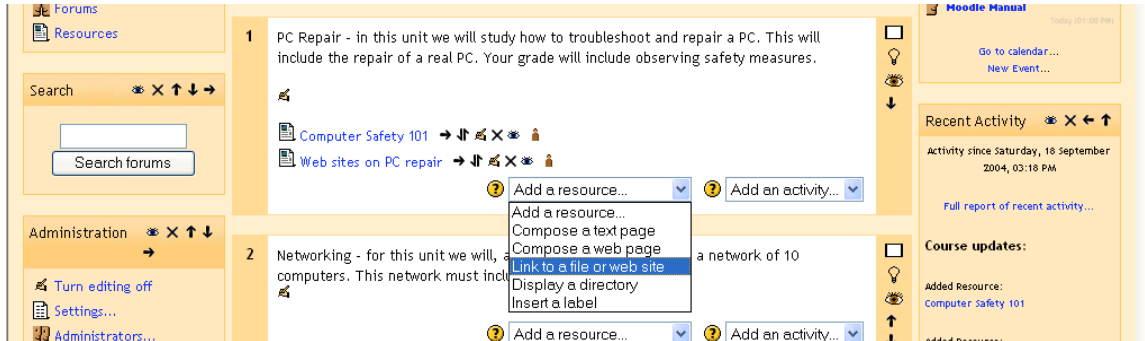 Forums
Resources
Search
Search forums
Administration
Turn editing off
Settings...
Administrators...
1 PC Repair - in this unit we will study how to troubleshoot and repair a PC. This will
include the repair of a real PC. Your grade will include observing safety measures.
Computer Safety 101
Web sites on PC repair
? Add a resource... ? Add an activity...
Add a resource...
Compose a text page
Compose a web page
Link to a file or web site
Display a directory
Insert a label
2 Networking - for this unit we will, a network of 10
computers. This network must
? Add a resource... ? Add an activity...
Moodle Manual
Today (01:00 PM)
Go to calendar...
New Event...
Recent Activity
Activity since Saturday, 18 September
2004, 03:18 PM
Full report of recent activity...
Course updates:
Added Resource:
Computer Safety 101
Added Resource: